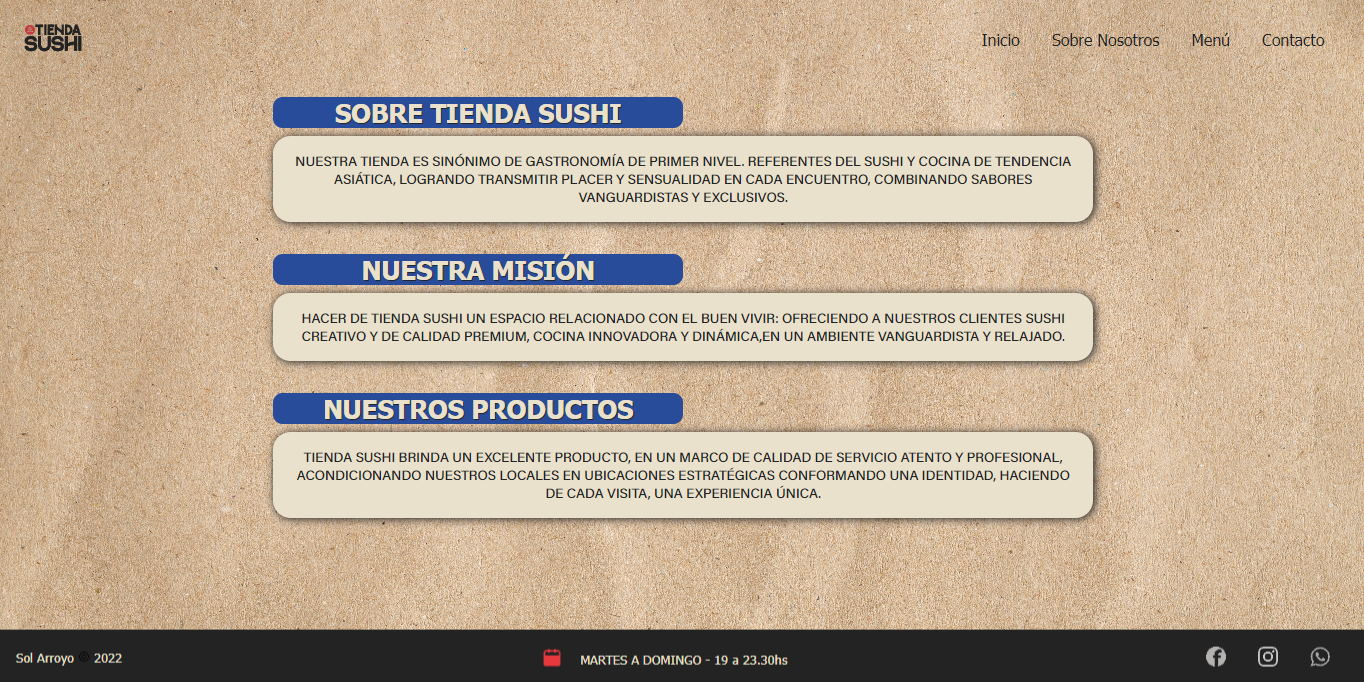 TIENDA
SUSHI
Inicio Sobre Nosotros Menú Contacto
SOBRE TIENDA SUSHI
NUESTRA TIENDA ES SINÓNIMO DE GASTRONOMÍA DE PRIMER NIVEL. REFERENTES DEL SUSHI Y COCINA DE TENDENCIA
ASIÁTICA, LOGRANDO TRANSMITIR PLACER Y SENSUALIDAD EN CADA ENCUENTRO, COMBINANDO SABORES
VANGUARDISTAS Y EXCLUSIVOS.
NUESTRA MISIÓN
HACER DE TIENDA SUSHI UN ESPACIO RELACIONADO CON EL BUEN VIVIR: OFRECIENDO A NUESTROS CLIENTES SUSHI
CREATIVO Y DE CALIDAD PREMIUM, COCINA INNOVADORA Y DINÁMICA,EN UN AMBIENTE VANGUARDISTA Y RELAJADO.
NUESTROS PRODUCTOS
TIENDA SUSHI BRINDA UN EXCELENTE PRODUCTO, EN UN MARCO DE CALIDAD DE SERVICIO ATENTO Y PROFESIONAL,
ACONDICIONANDO NUESTROS LOCALES EN UBICACIONES ESTRATÉGICAS CONFORMANDO UNA IDENTIDAD, HACIENDO
DE CADA VISITA, UNA EXPERIENCIA ÚNICA.
Sol Arroyo © 2022
MARTES A DOMINGO - 19 a 23.30hs